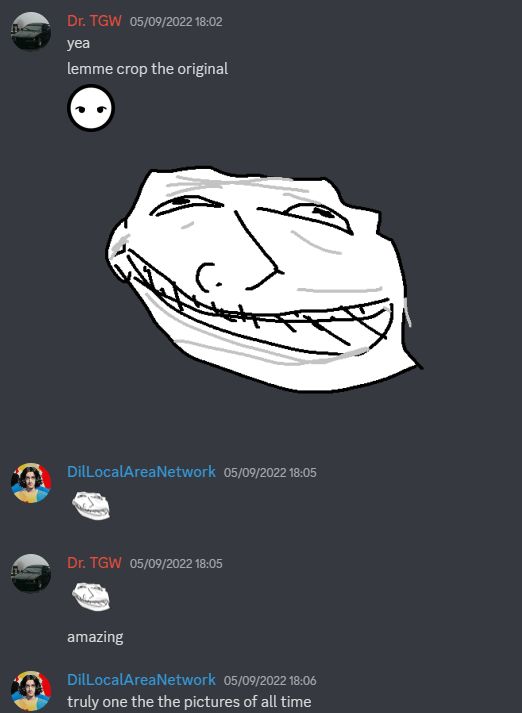 Dr. TGW 05/09/2022 18:02
yea
lemme crop the original
DilLocalAreaNetwork 05/09/2022 18:05
Dr. TGW 05/09/2022 18:05
amazing
DilLocalAreaNetwork 05/09/2022 18:06
truly one the the pictures of all time